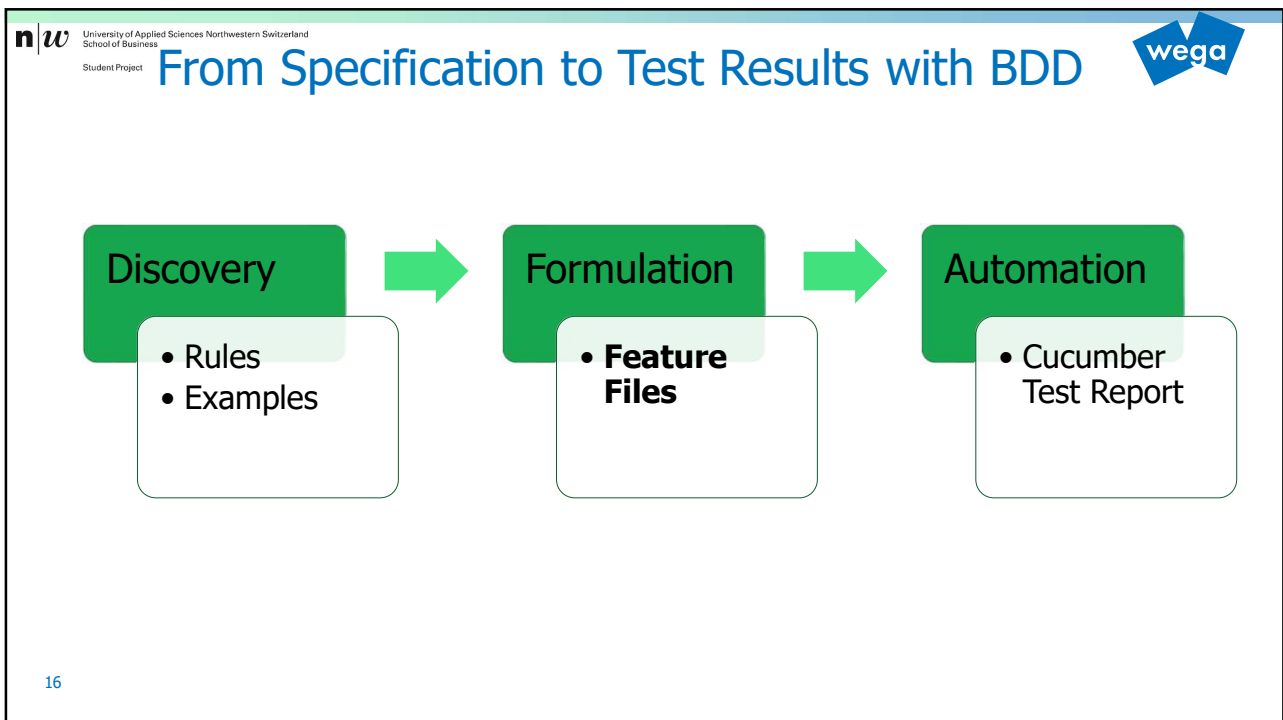 n|w
University of Applied Sciences Northwestern Switzerland
School of Business
Student Project
From Specification to Test Results with BDD
wega
Discovery
• Rules
• Examples
Formulation
• Feature
Files
Automation
• Cucumber
Test Report
16